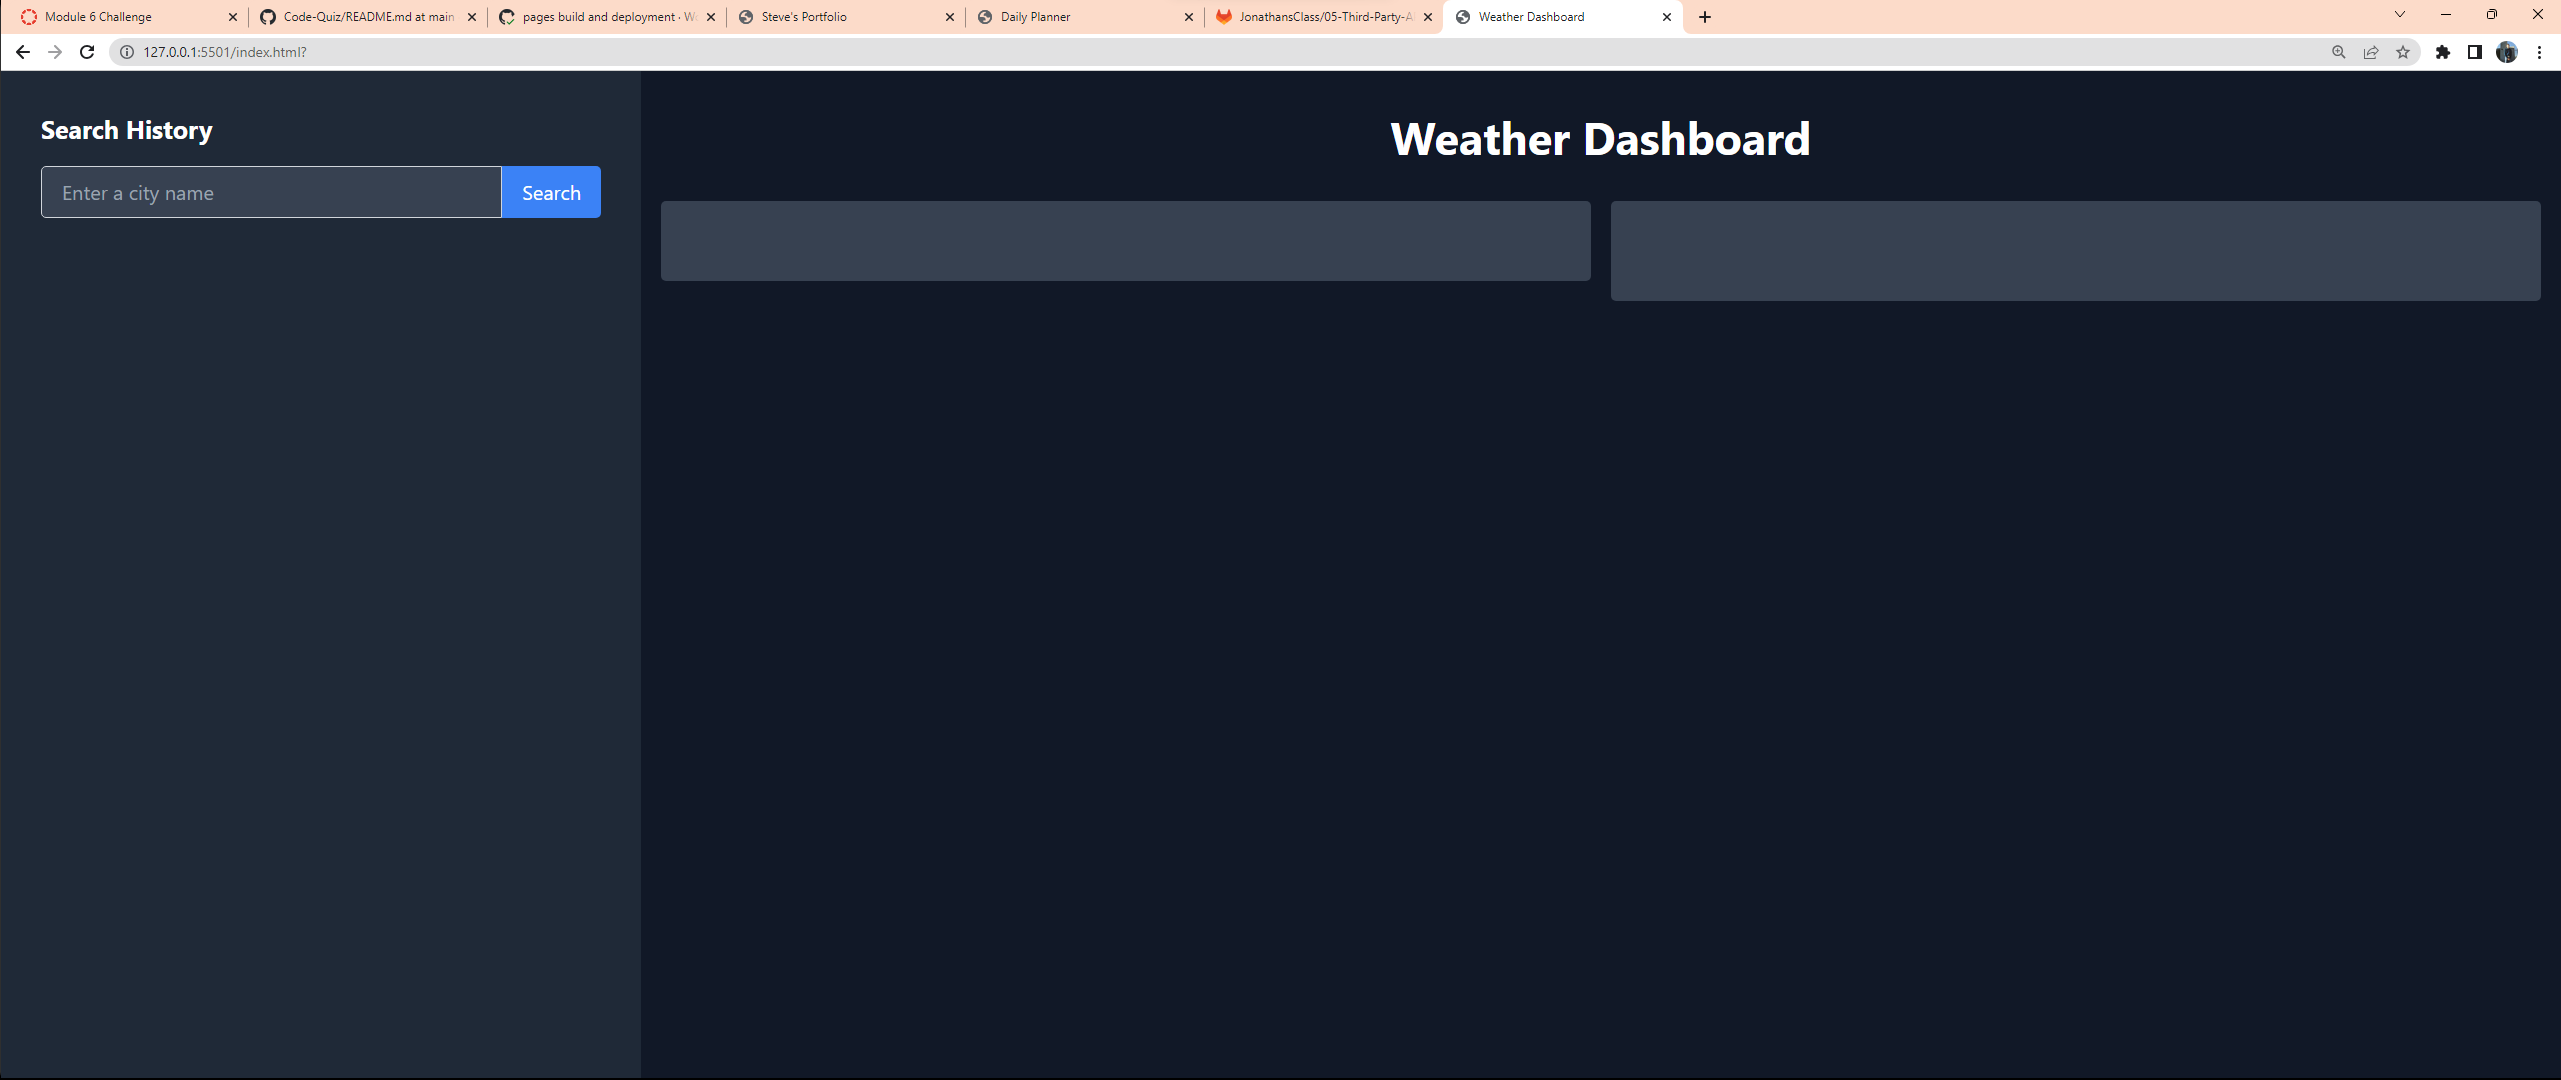 Module 6 Challenge
Code-Quiz/README.md at main
pages build and deployment · Wo
Steve's Portfolio
Daily Planner
JonathansClass/05-Third-Party-A
Weather Dashboard
127.0.0.1:5501/index.html?
Search History
Enter a city name
Search
Weather Dashboard